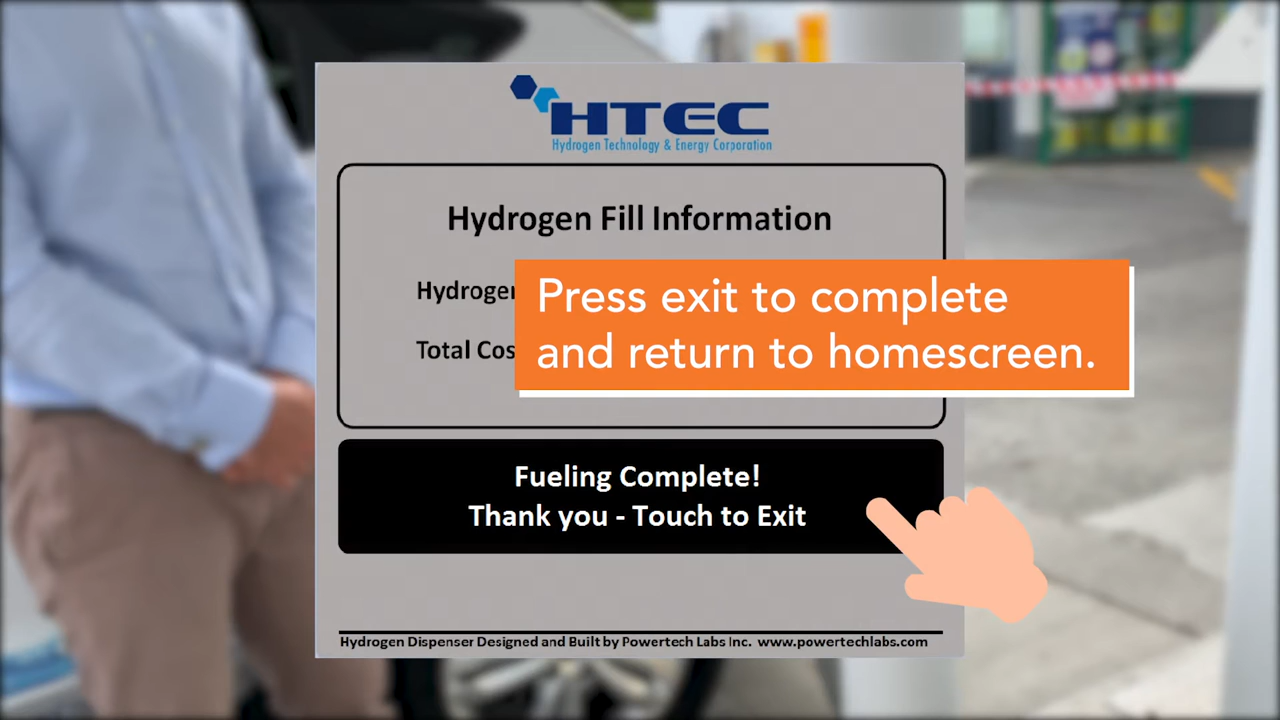 HTEC
Hydrogen Technology & Energy Corporation
Hydrogen Fill Information
Press exit to complete
and return to homescreen.
Total
Fueling Complete!
Thank you - Touch to Exit
Hydrogen Dispenser Designed and Built by Powertech Labs Inc. www.powertechlabs.com